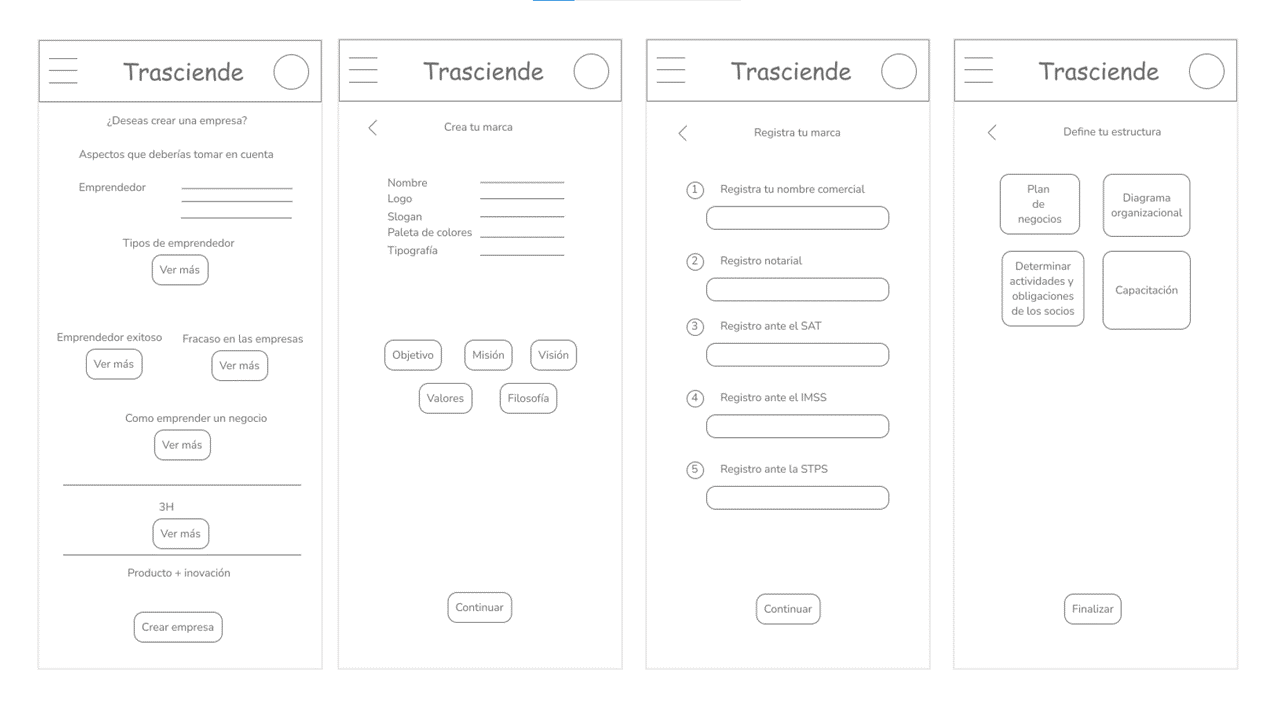 Trasciende
¿Deseas crear una empresa?
Aspectos que deberías tomar en cuenta
Emprendedor
Tipos de emprendedor
Ver más
Emprendedor exitoso
Fracaso en las empresas
Ver más
Ver más
Como emprender un negocio
Ver más
3H
Ver más
Producto + inovación
Crear empresa
Trasciende
Crea tu marca
Nombre
Logo
Slogan
Paleta de colores
Tipografía
Objetivo
Misión
Visión
Valores
Filosofía
Continuar
Trasciende
Registra tu marca
1 Registra tu nombre comercial
2 Registro notarial
3 Registro ante el SAT
4 Registro ante el IMSS
5 Registro ante la STPS
Continuar
Trasciende
Define tu estructura
Plan
de
negocios
Diagrama
organizacional
Determinar
actividades y
obligaciones
de los socios
Capacitación
Finalizar